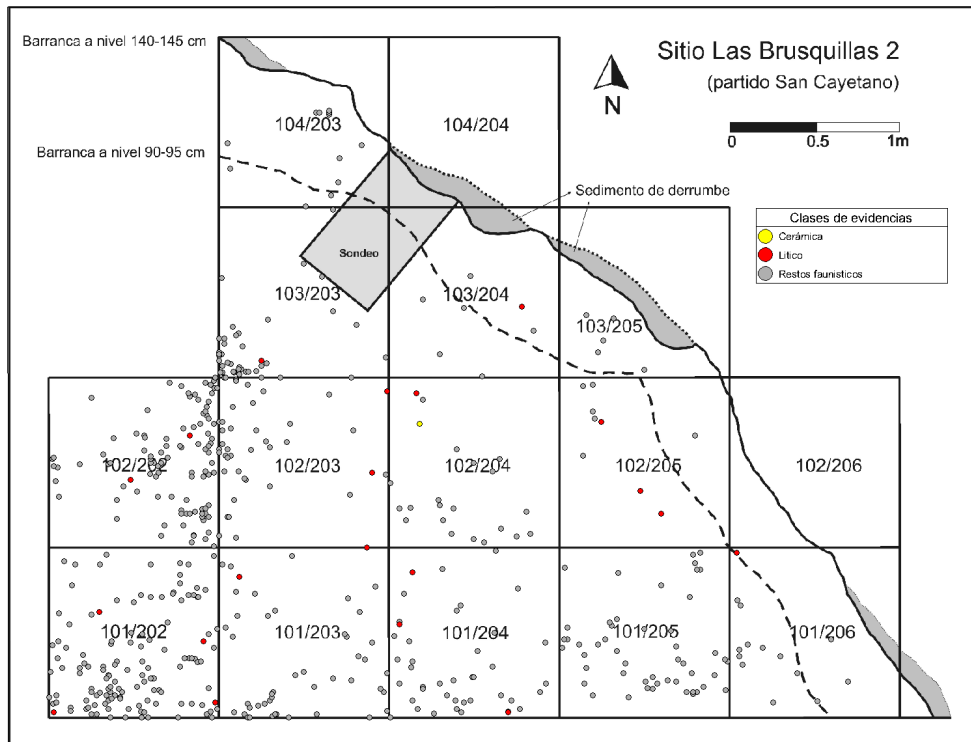 Barranca a nivel 140-145 cm
Sitio Las Brusquillas 2
(partido San Cayetano)
N
0 0.5 1m
104/203
104/204
Barranca a nivel 90-95 cm
Sedimento de derrumbe
Clases de evidencias
Cerámica
Lítico
Restos faunísticos
Sondeo
103/203
103/204
103/205
102/202
102/203
102/204
102/205
102/206
101/202
101/203
101/204
101/205
101/206